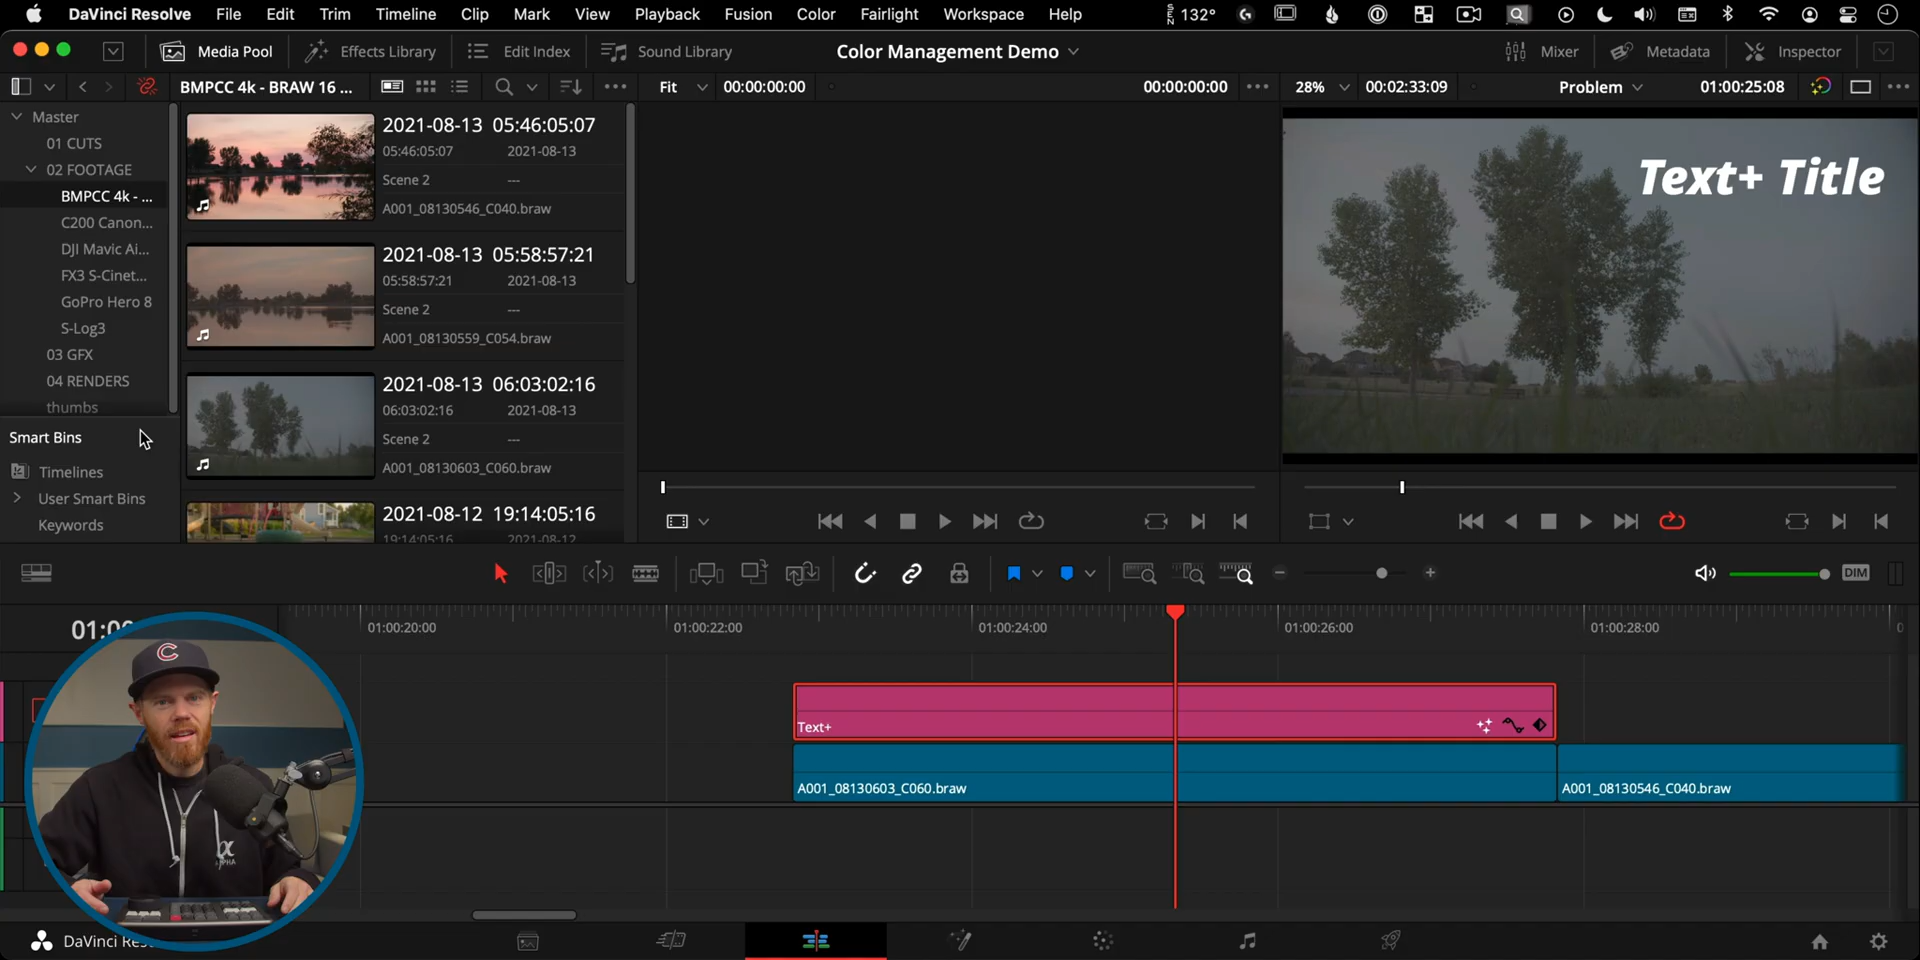 DaVinci Resolve File Edit Trim Timeline Clip Mark View Playback Fusion Color Fairlight Workspace Help 132°
Media Pool Effects Library Edit Index Sound Library Color Management Demo Mixer Metadata Inspector
BMPCC 4k - BRAW 16 ... Fit 00:00:00:00 00:00:00:00 28% 00:02:33:09 Problem 01:00:25:08
Master
01 CUTS
02 FOOTAGE
BMPCC 4k - ...
C200 Canon...
DJI Mavic Ai...
FX3 S-Cinet...
GoPro Hero 8
S-Log3
03 GFX
04 RENDERS
thumbs
Smart Bins
Timelines
User Smart Bins
Keywords
2021-08-13 05:46:05:07
05:46:05:07 2021-08-13
Scene 2 ---
A001_08130546_C040.braw
2021-08-13 05:58:57:21
05:58:57:21 2021-08-13
Scene 2 ---
A001_08130559_C054.braw
2021-08-13 06:03:02:16
06:03:02:16 2021-08-13
Scene 2 ---
A001_08130603_C060.braw
2021-08-12 19:14:05:16
19:14:05:16 2021-08-12
Text+ Title
DIM
01:00
01:00:20:00 01:00:22:00 01:00:24:00 01:00:26:00 01:00:28:00
Text+
A001_08130603_C060.braw A001_08130546_C040.braw
C
ALPHA
DaVinci Res